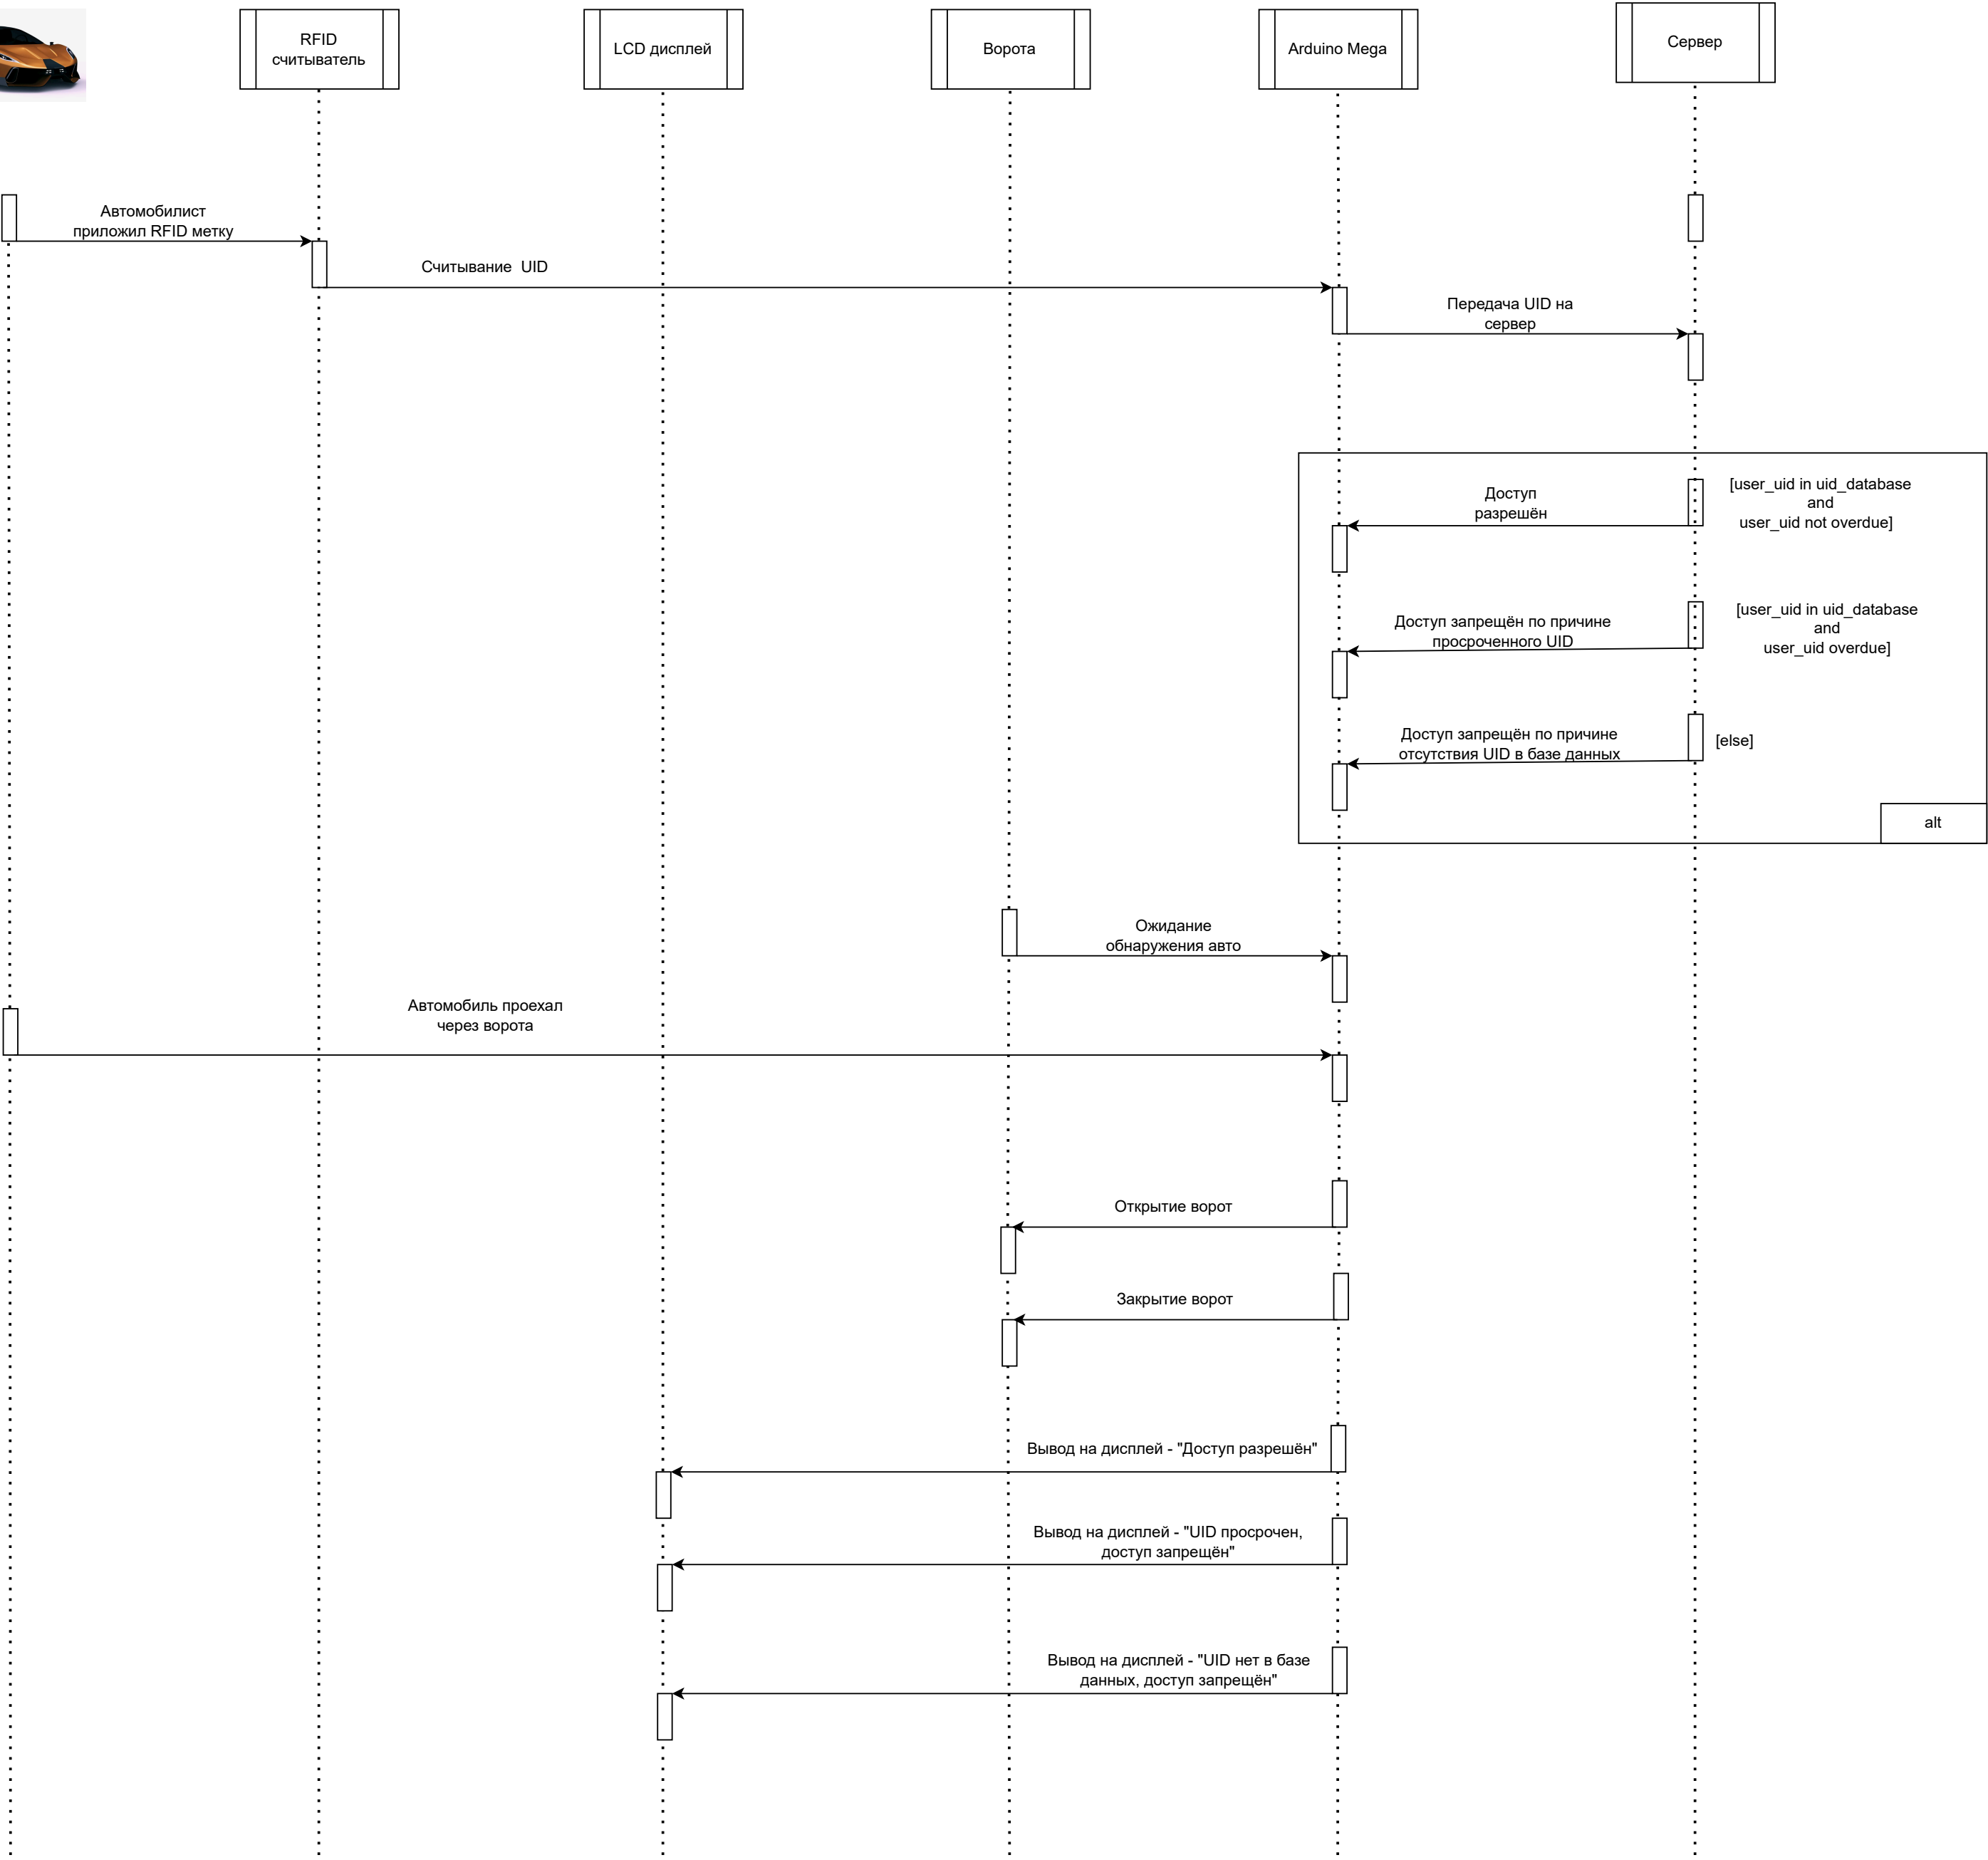 RFID
считыватель
LCD дисплей
Ворота
Arduino Mega
Сервер
Автомобилист
приложил RFID метку
Считывание  UID
Передача UID на
сервер
Доступ
разрешён
[user_uid in uid_database
and
user_uid not overdue]
Доступ запрещён по причине
просроченного UID
[user_uid in uid_database
and
user_uid overdue]
Доступ запрещён по причине
отсутствия UID в базе данных
[else]
alt
Ожидание
обнаружения авто
Автомобиль проехал
через ворота
Открытие ворот
Закрытие ворот
Вывод на дисплей - "Доступ разрешён"
Вывод на дисплей - "UID просрочен,
доступ запрещён"
Вывод на дисплей - "UID нет в базе
данных, доступ запрещён"